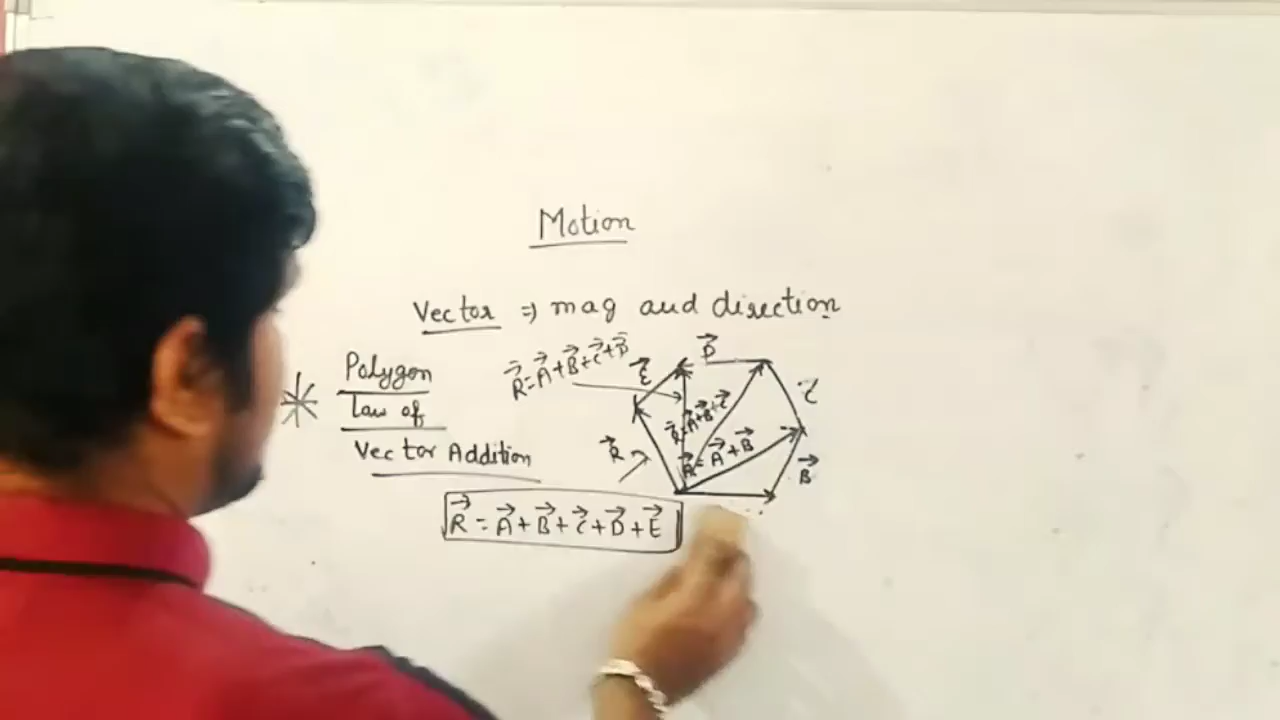 Motion
Vector ⇒ mag and direction
Polygon
law of
Vector Addition
R⃗ = A⃗ + B⃗ + C⃗ + D⃗
E⃗
D⃗
C⃗
R⃗ = A⃗ + B⃗ + C⃗
R⃗ = A⃗ + B⃗
R⃗
B⃗
R⃗ = A⃗ + B⃗ + C⃗ + D⃗ + E⃗